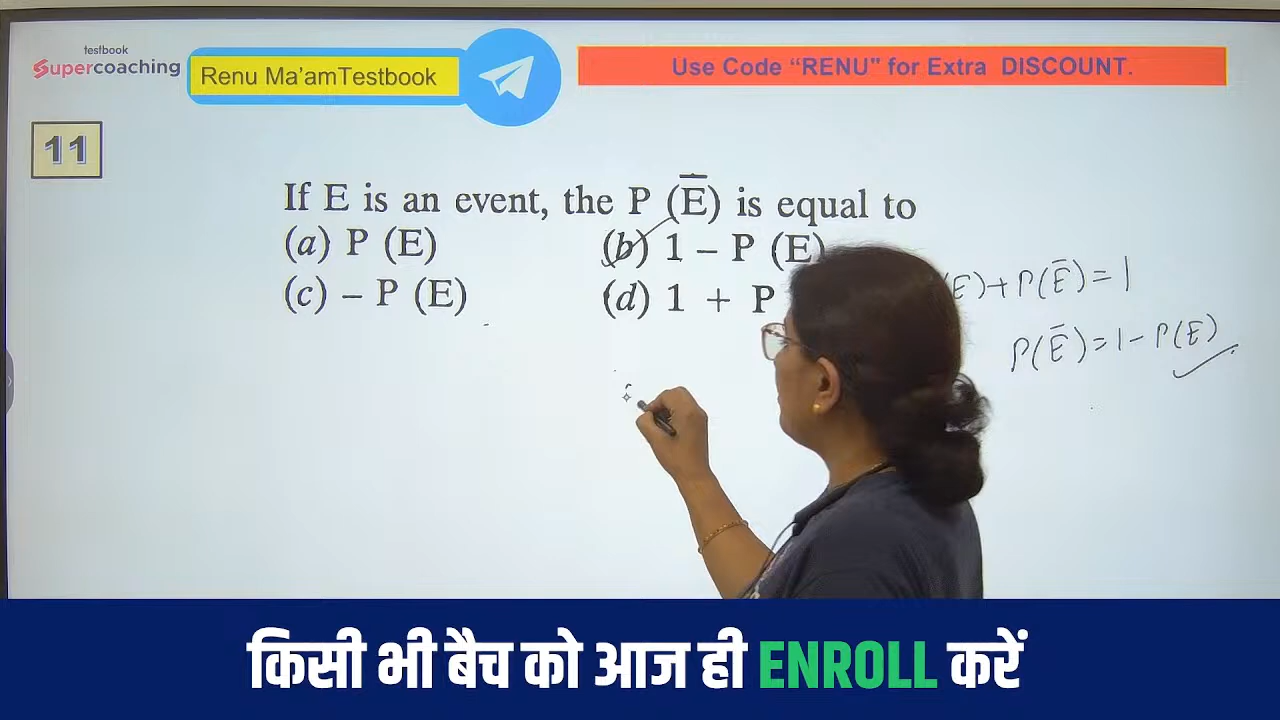 testbook
Supercoaching
Renu Ma'amTestbook
Use Code “RENU" for Extra DISCOUNT.
11
If E is an event, the P (E̅) is equal to
(a) P (E)
(b) 1 – P (E)
(c) – P (E)
(d) 1 + P
(E)+P(E̅)=1
P(E̅)=1-P(E)
किसी भी बैच को आज ही ENROLL करें